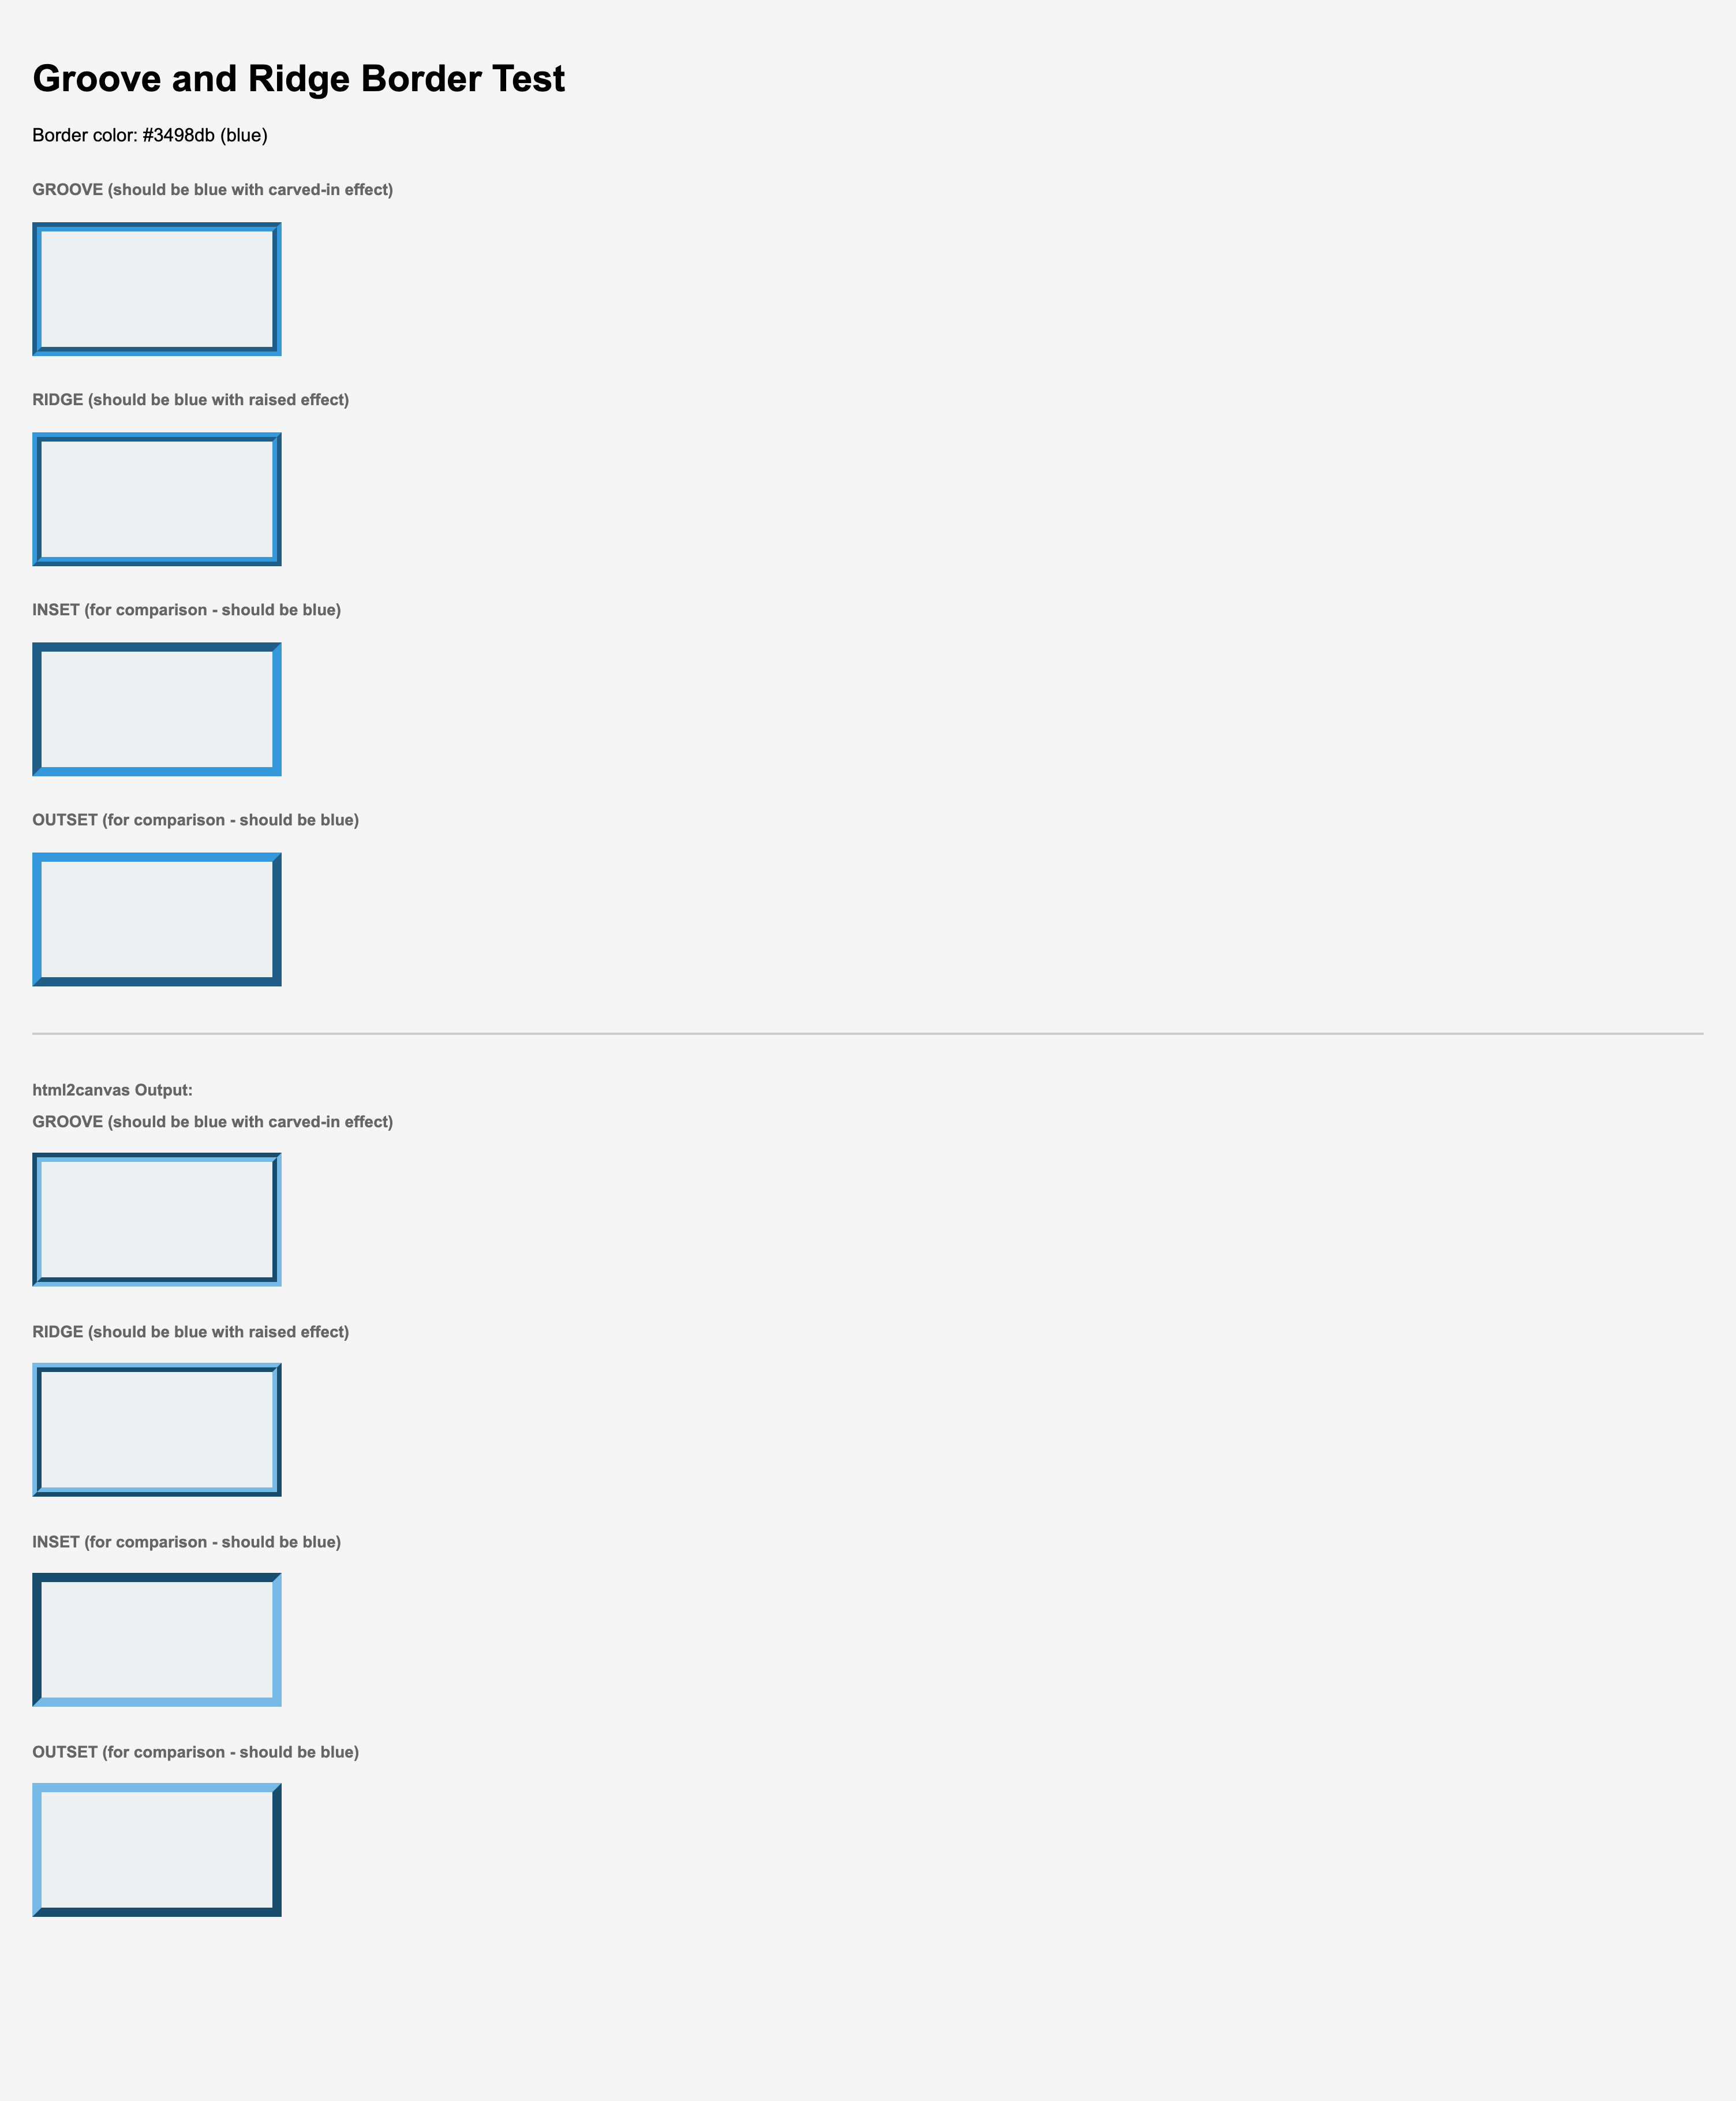 Groove and Ridge Border Test
Border color: #3498db (blue)
GROOVE (should be blue with carved-in effect)
RIDGE (should be blue with raised effect)
INSET (for comparison - should be blue)
OUTSET (for comparison - should be blue)
html2canvas Output:
GROOVE (should be blue with carved-in effect)
RIDGE (should be blue with raised effect)
INSET (for comparison - should be blue)
OUTSET (for comparison - should be blue)